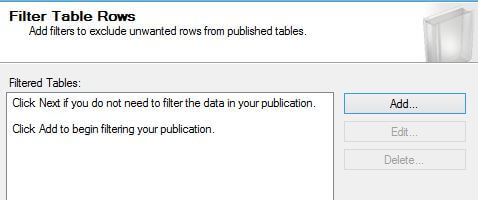 Filter Table Rows
Add filters to exclude unwanted rows from published tables.
Filtered Tables:
Click Next if you do not need to filter the data in your publication.
Click Add to begin filtering your publication.
Add...
Edit...
Delete...